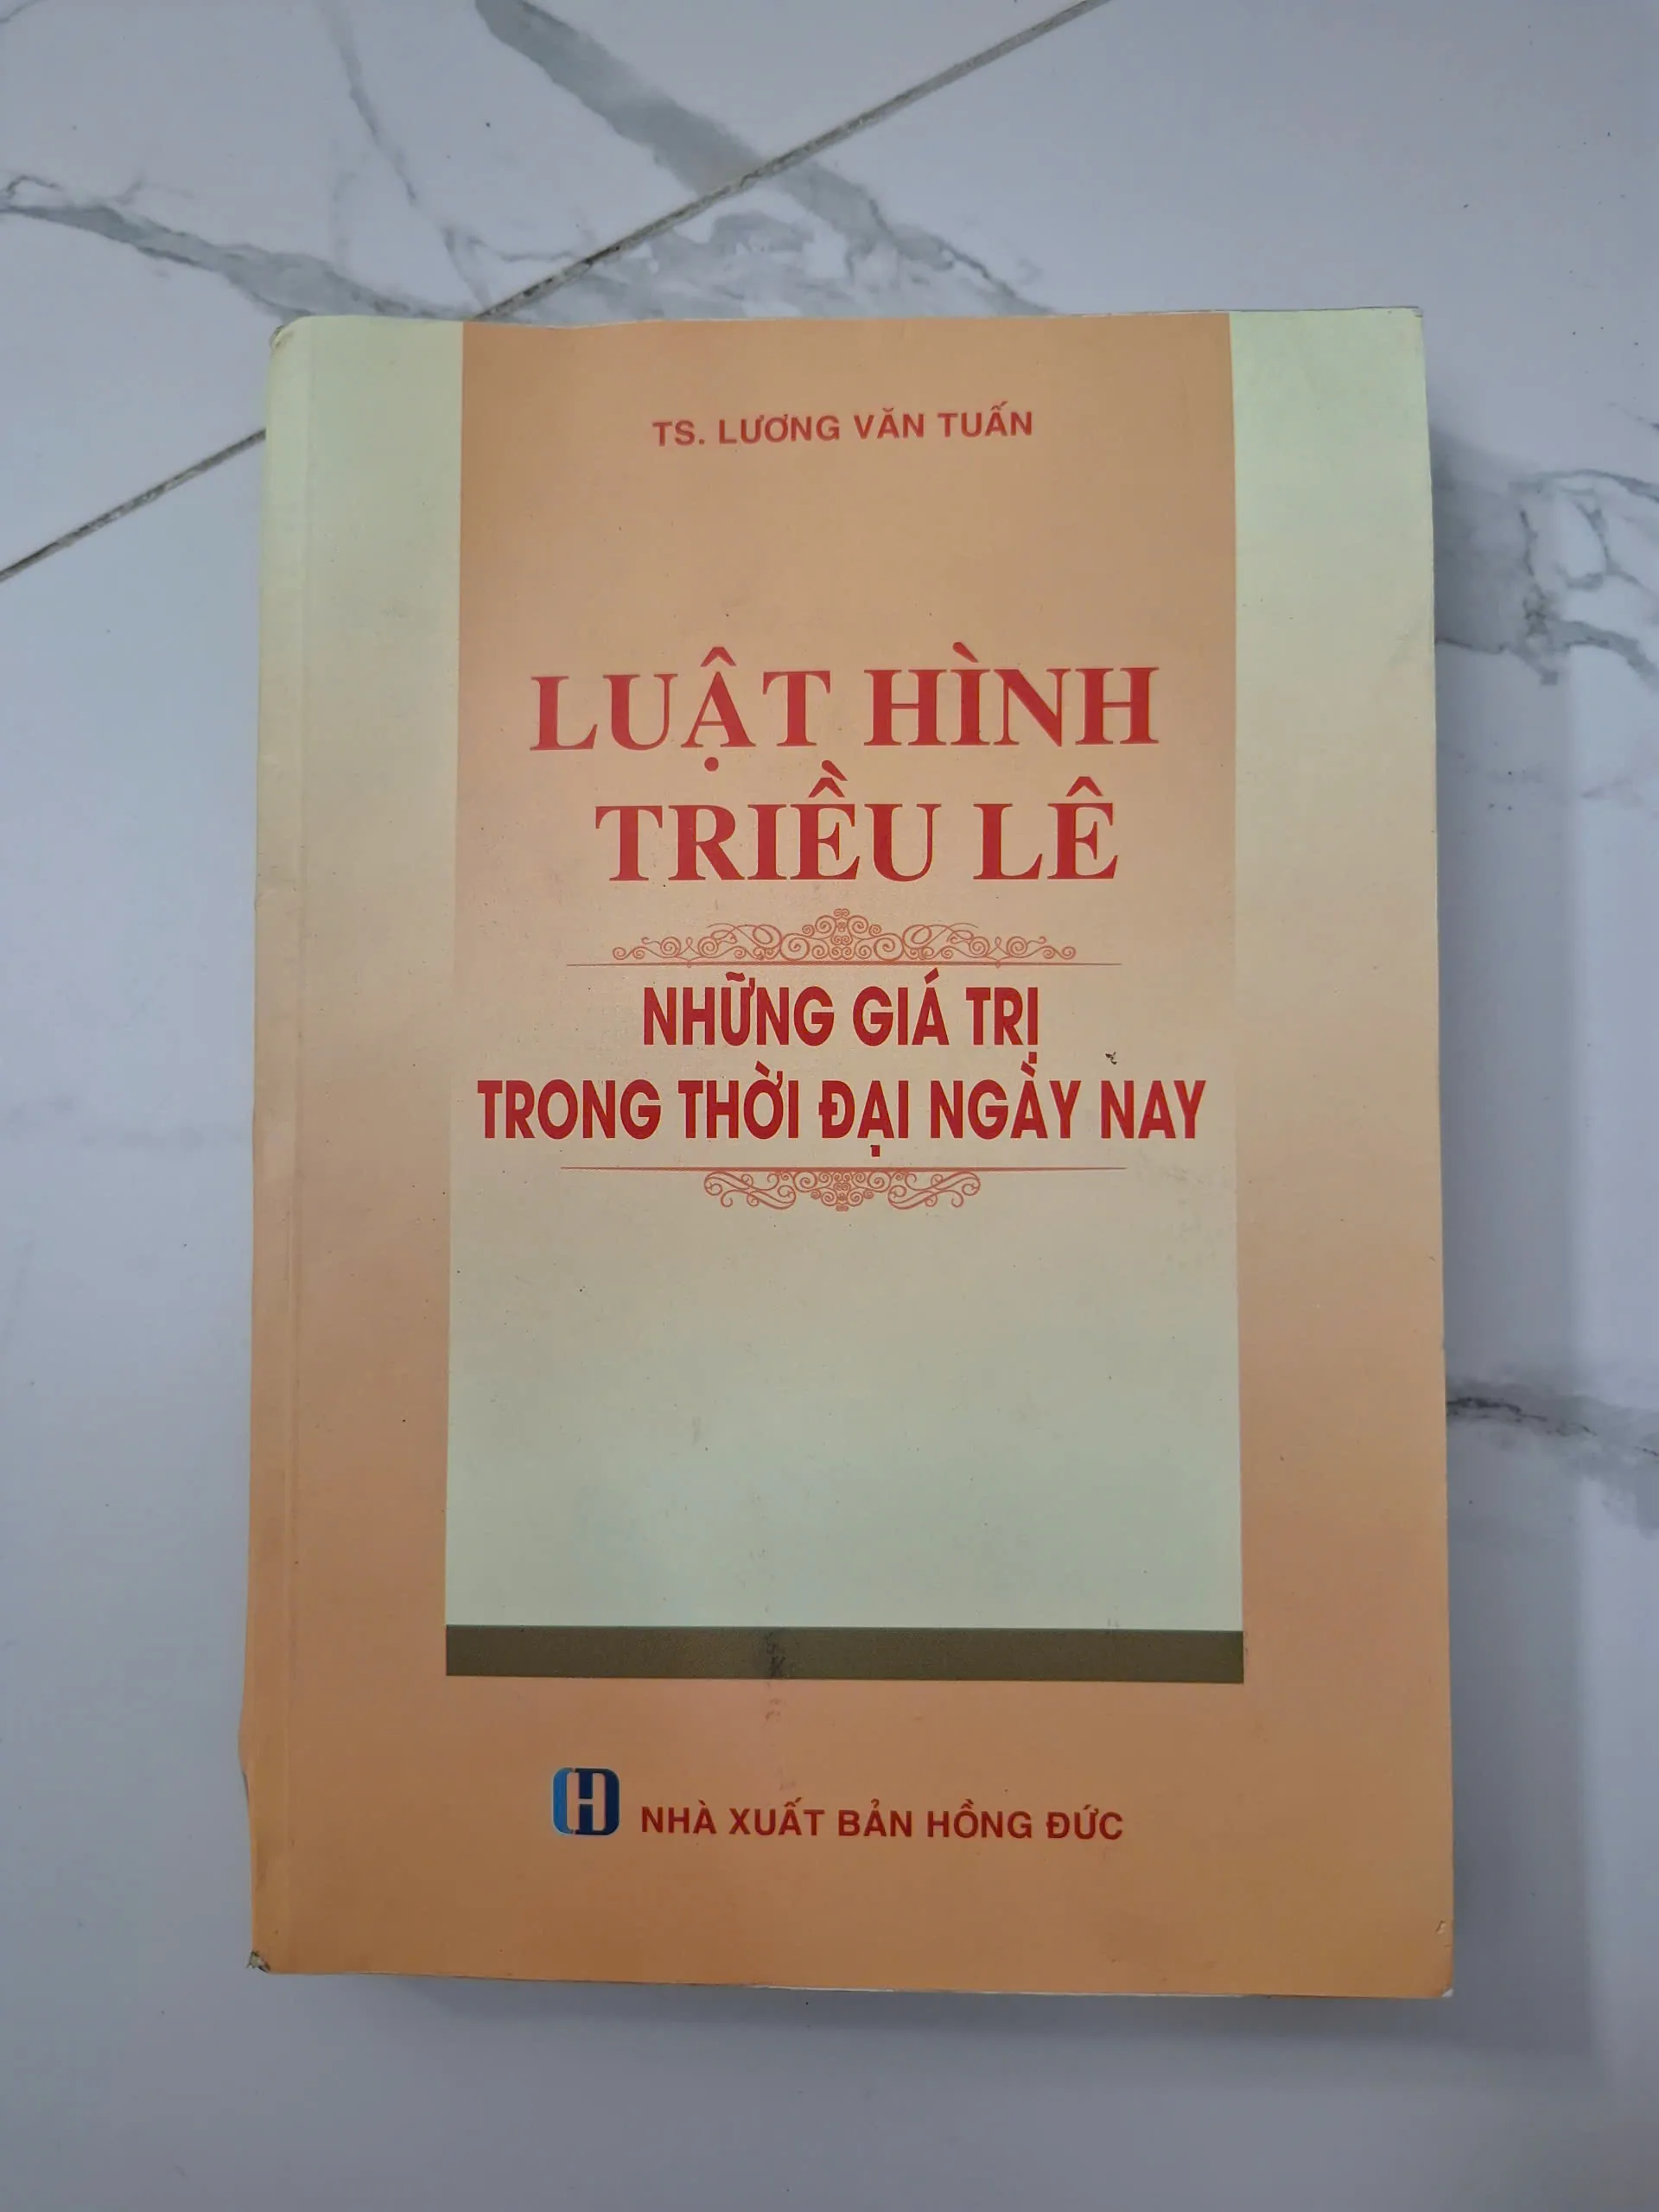 TS. LƯƠNG VĂN TUẤN
LUẬT HÌNH
TRIỀU LÊ
NHỮNG GIÁ TRỊ
TRONG THỜI ĐẠI NGÀY NAY
NHÀ XUẤT BẢN HỒNG ĐỨC